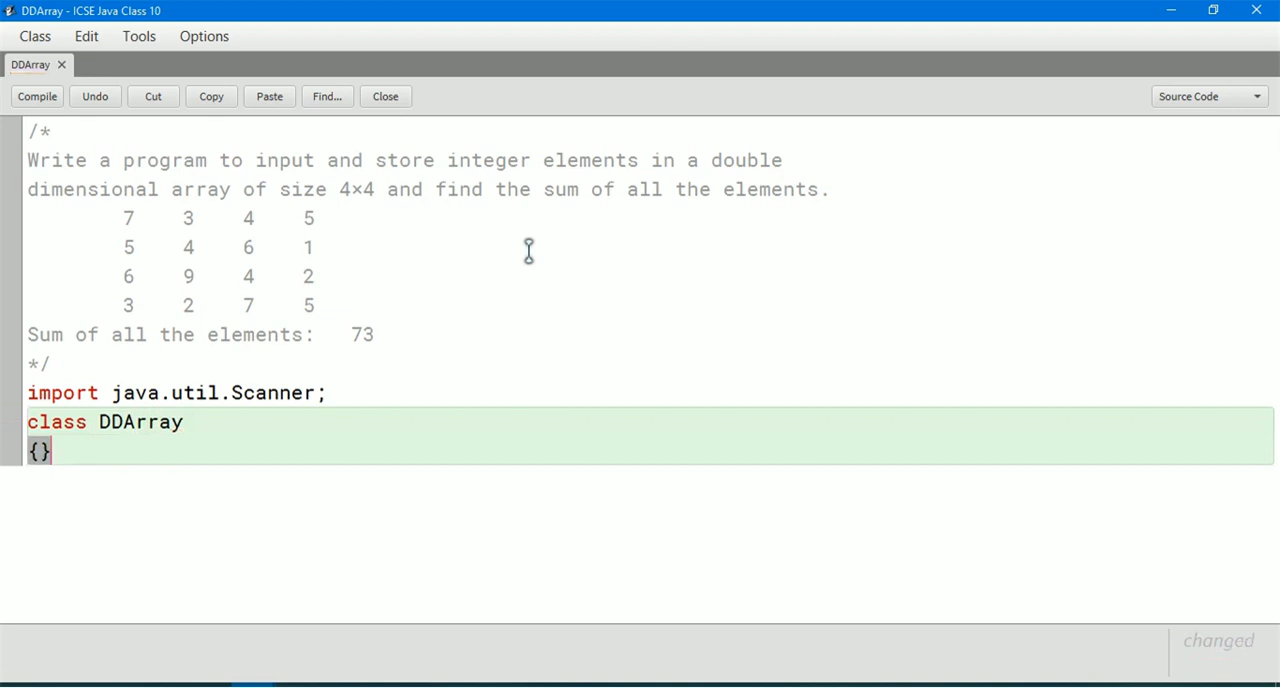 DDArray - ICSE Java Class 10
Class Edit Tools Options
DDArray
Compile Undo Cut Copy Paste Find... Close Source Code
/*
Write a program to input and store integer elements in a double
dimensional array of size 4×4 and find the sum of all the elements.
7 3 4 5
5 4 6 1
6 9 4 2
3 2 7 5
Sum of all the elements: 73
*/
import java.util.Scanner;
class DDArray
{}
changed